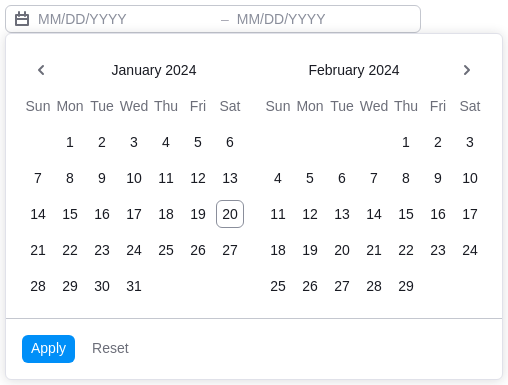 MM/DD/YYYY – MM/DD/YYYY
January 2024 February 2024
Sun Mon Tue Wed Thu Fri Sat Sun Mon Tue Wed Thu Fri Sat
1 2 3 4 5 6 1 2 3
7 8 9 10 11 12 13 4 5 6 7 8 9 10
14 15 16 17 18 19 20 11 12 13 14 15 16 17
21 22 23 24 25 26 27 18 19 20 21 22 23 24
28 29 30 31 25 26 27 28 29
Apply Reset